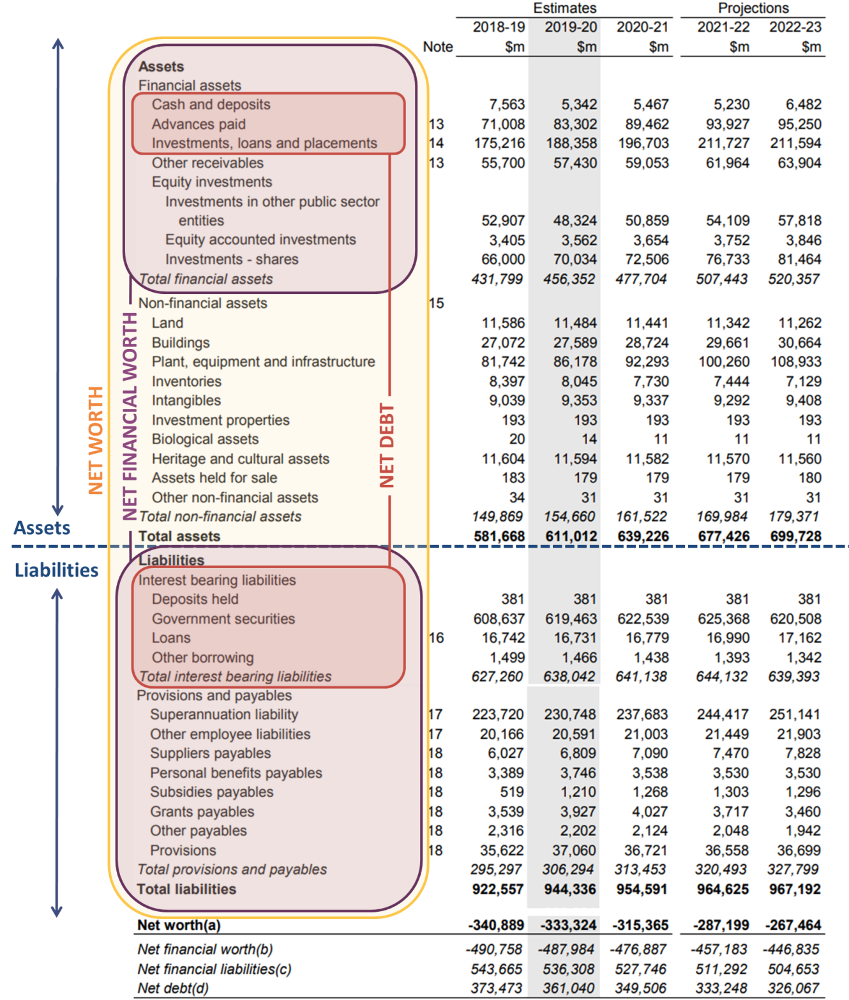 Estimates Projections
2018-19 2019-20 2020-21 2021-22 2022-23
Note $m $m $m $m $m
Assets
Financial assets
Cash and deposits 7,563 5,342 5,467 5,230 6,482
Advances paid 13 71,008 83,302 89,462 93,927 95,250
Investments, loans and placements 14 175,216 188,358 196,703 211,727 211,594
Other receivables 13 55,700 57,430 59,053 61,964 63,904
Equity investments
Investments in other public sector
entities 52,907 48,324 50,859 54,109 57,818
Equity accounted investments 3,405 3,562 3,654 3,752 3,846
Investments - shares 66,000 70,034 72,506 76,733 81,464
Total financial assets 431,799 456,352 477,704 507,443 520,357
Non-financial assets 15
Land 11,586 11,484 11,441 11,342 11,262
Buildings 27,072 27,589 28,724 29,661 30,664
Plant, equipment and infrastructure 81,742 86,178 92,293 100,260 108,933
Inventories 8,397 8,045 7,730 7,444 7,129
Intangibles 9,039 9,353 9,337 9,292 9,408
Investment properties 193 193 193 193 193
Biological assets 20 14 11 11 11
Heritage and cultural assets 11,604 11,594 11,582 11,570 11,560
Assets held for sale 183 179 179 179 180
Other non-financial assets 34 31 31 31 31
Total non-financial assets 149,869 154,660 161,522 169,984 179,371
Total assets 581,668 611,012 639,226 677,426 699,728
NET WORTH
NET FINANCIAL WORTH
NET DEBT
Assets
Liabilities
Liabilities
Interest bearing liabilities
Deposits held 381 381 381 381 381
Government securities 608,637 619,463 622,539 625,368 620,508
Loans 16 16,742 16,731 16,779 16,990 17,162
Other borrowing 1,499 1,466 1,438 1,393 1,342
Total interest bearing liabilities 627,260 638,042 641,138 644,132 639,393
Provisions and payables
Superannuation liability 17 223,720 230,748 237,683 244,417 251,141
Other employee liabilities 17 20,166 20,591 21,003 21,449 21,903
Suppliers payables 18 6,027 6,809 7,090 7,470 7,828
Personal benefits payables 18 3,389 3,746 3,538 3,530 3,530
Subsidies payables 18 519 1,210 1,268 1,303 1,296
Grants payables 18 3,539 3,927 4,027 3,717 3,460
Other payables 18 2,316 2,202 2,124 2,048 1,942
Provisions 18 35,622 37,060 36,721 36,558 36,699
Total provisions and payables 295,297 306,294 313,453 320,493 327,799
Total liabilities 922,557 944,336 954,591 964,625 967,192
Net worth(a) -340,889 -333,324 -315,365 -287,199 -267,464
Net financial worth(b) -490,758 -487,984 -476,887 -457,183 -446,835
Net financial liabilities(c) 543,665 536,308 527,746 511,292 504,653
Net debt(d) 373,473 361,040 349,506 333,248 326,067